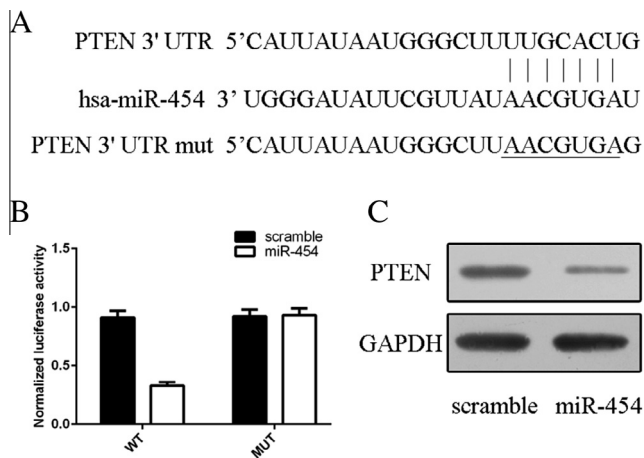 A
PTEN 3' UTR 5'CAUUAUAAUGGGCUUUUGCACUG
hsa-miR-454 3' UGGGAUAUUCGUUAUAACGUGAU
PTEN 3' UTR mut 5'CAUUAUAAUGGGCUUAACGUGAG
B
scramble
miR-454
Normalized luciferase activity
1.5
1.0
0.5
0.0
WT
MUT
C
PTEN
GAPDH
scramble miR-454